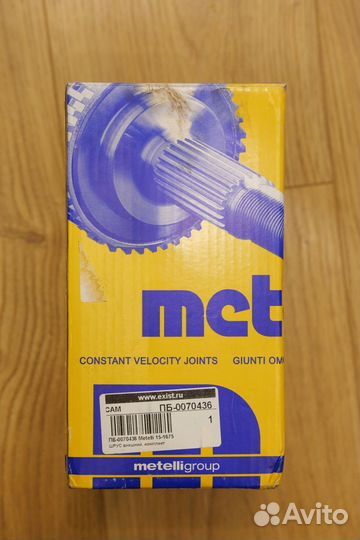 met
CONSTANT VELOCITY JOINTS GIUNTI OMO
www.exist.ru
САМ ПБ-0070436
1
ПБ-0070436 Metelli 15-1675
ШРУС внешний, комплект
metelligroup
Avito